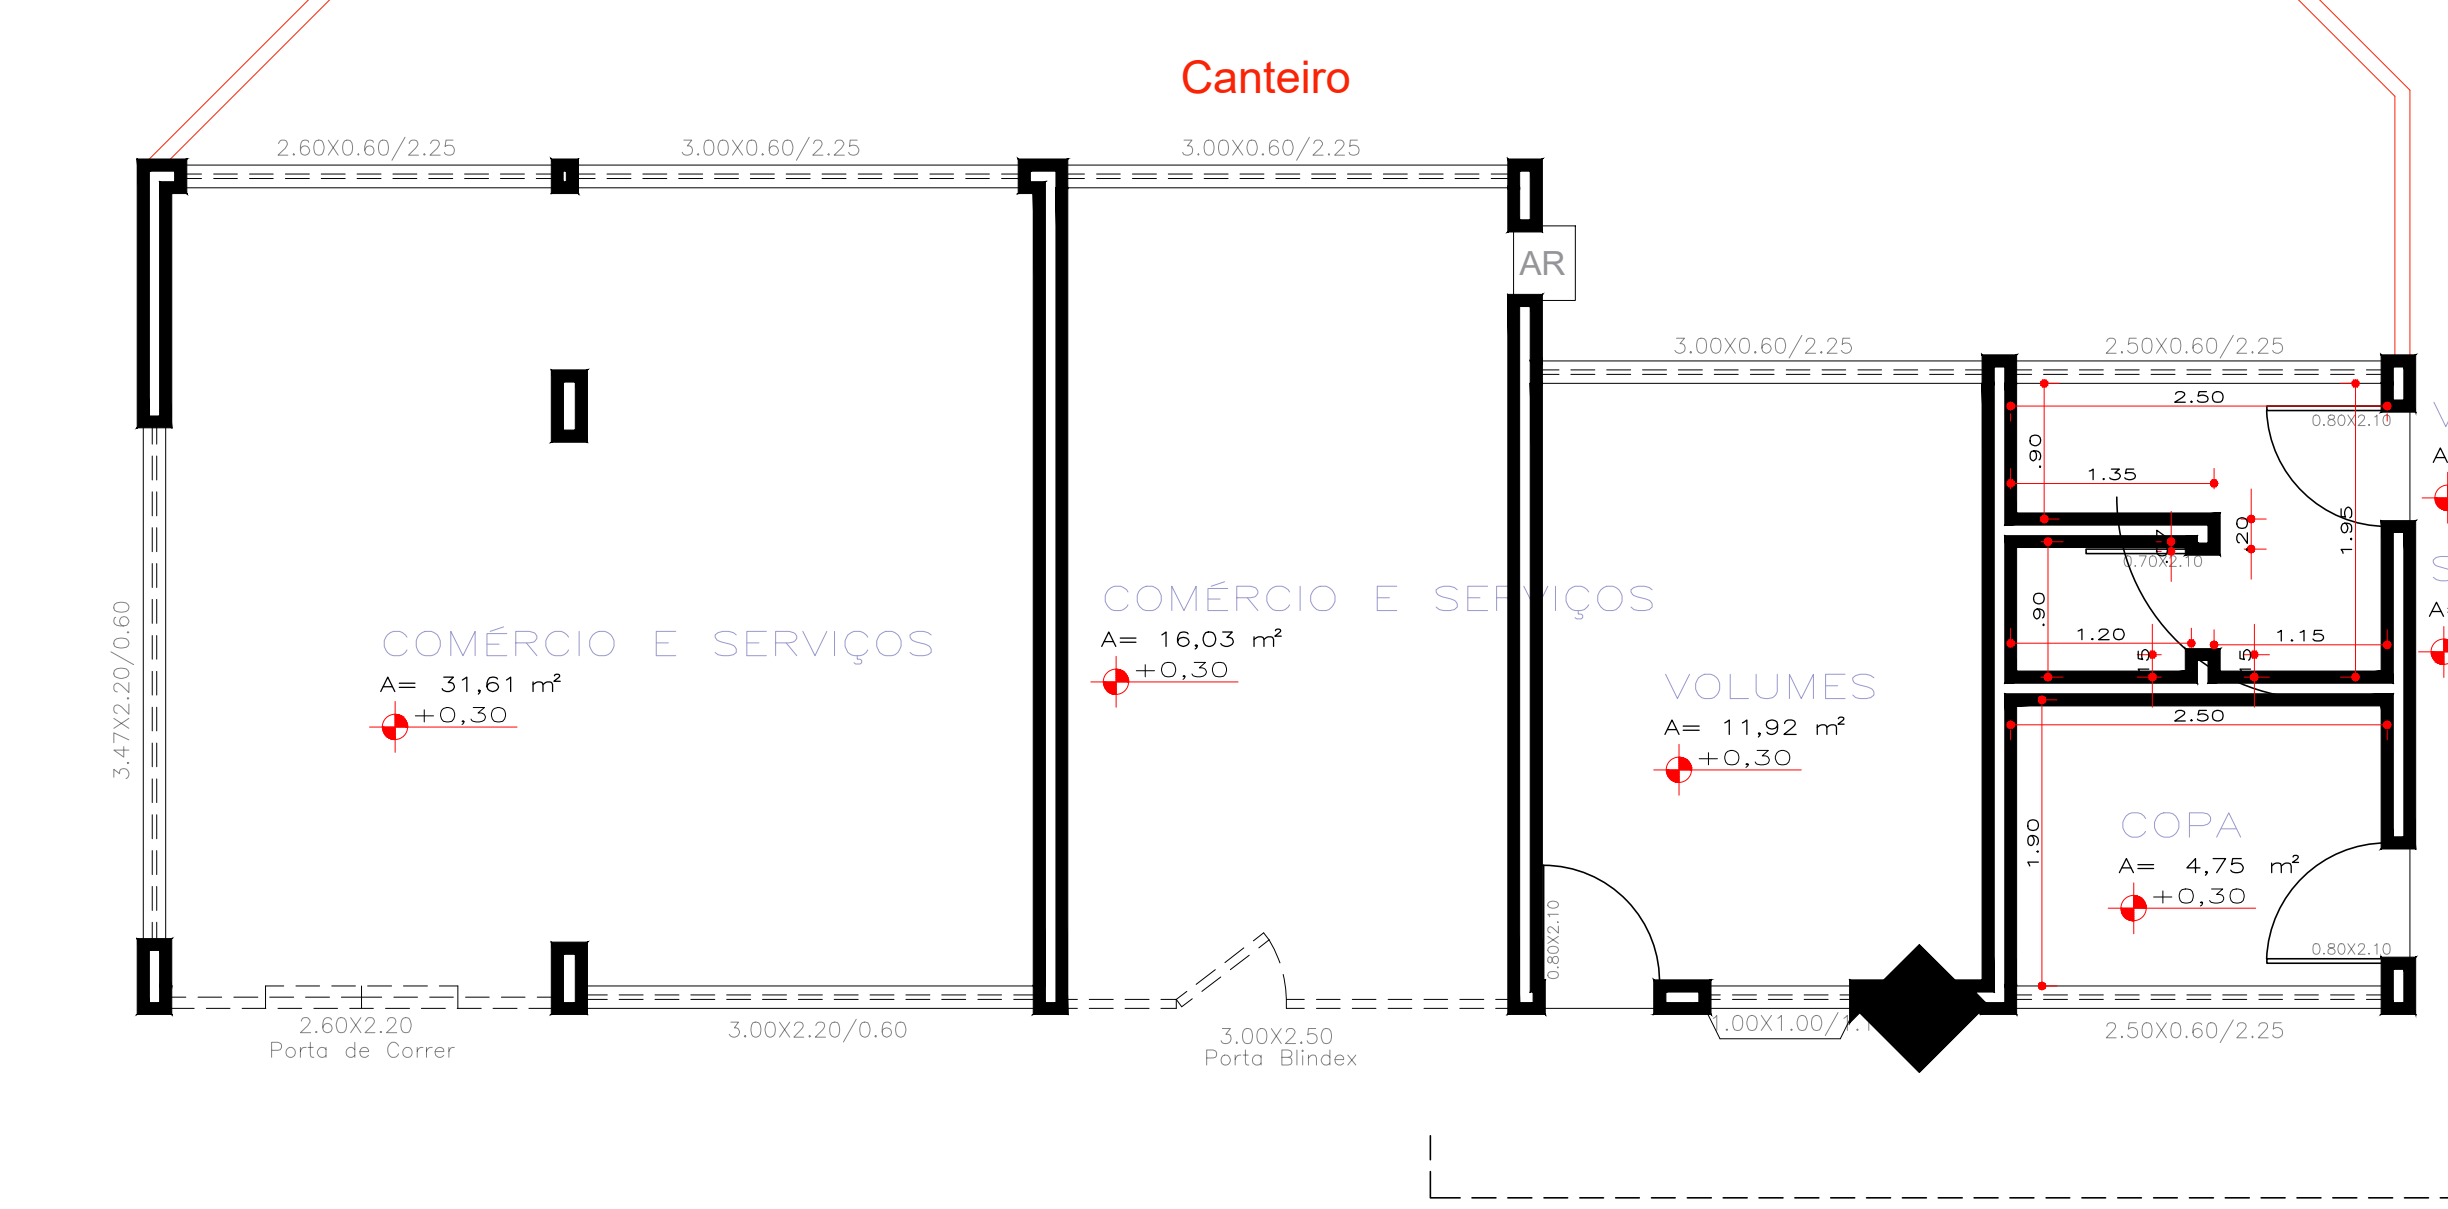 Canteiro
2.60X0.60/2.25
3.00X0.60/2.25
3.00X0.60/2.25
AR
3.00X0.60/2.25
2.50X0.60/2.25
2.50
0.80X2.10
.90
1.35
.20
1.95
0.70X2.10
.90
1.20
1.15
.15
.15
2.50
3.47X2.20/0.60
COMÉRCIO E SERVIÇOS
A= 31,61 m²
+0,30
COMÉRCIO E SERVIÇOS
A= 16,03 m²
+0,30
VOLUMES
A= 11,92 m²
+0,30
COPA
A= 4,75 m²
+0,30
1.90
0.80X2.10
0.80X2.10
2.60X2.20
Porta de Correr
3.00X2.20/0.60
3.00X2.50
Porta Blindex
2.50X0.60/2.25